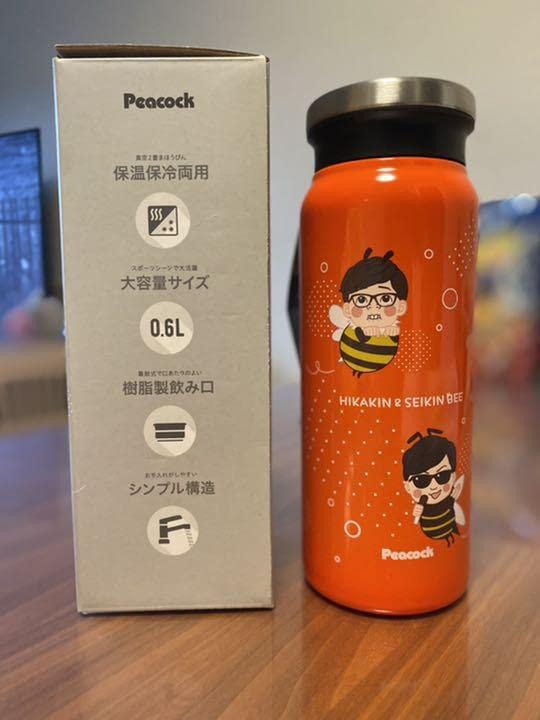 Peacock
真空2重まほうびん
保温保冷両用
スポーツシーンで大活躍
大容量サイズ
0.6L
着脱式で口あたりのよい
樹脂製飲み口
お手入れがしやすい
シンプル構造
HIKAKIN & SEIKIN BEE
Peacock